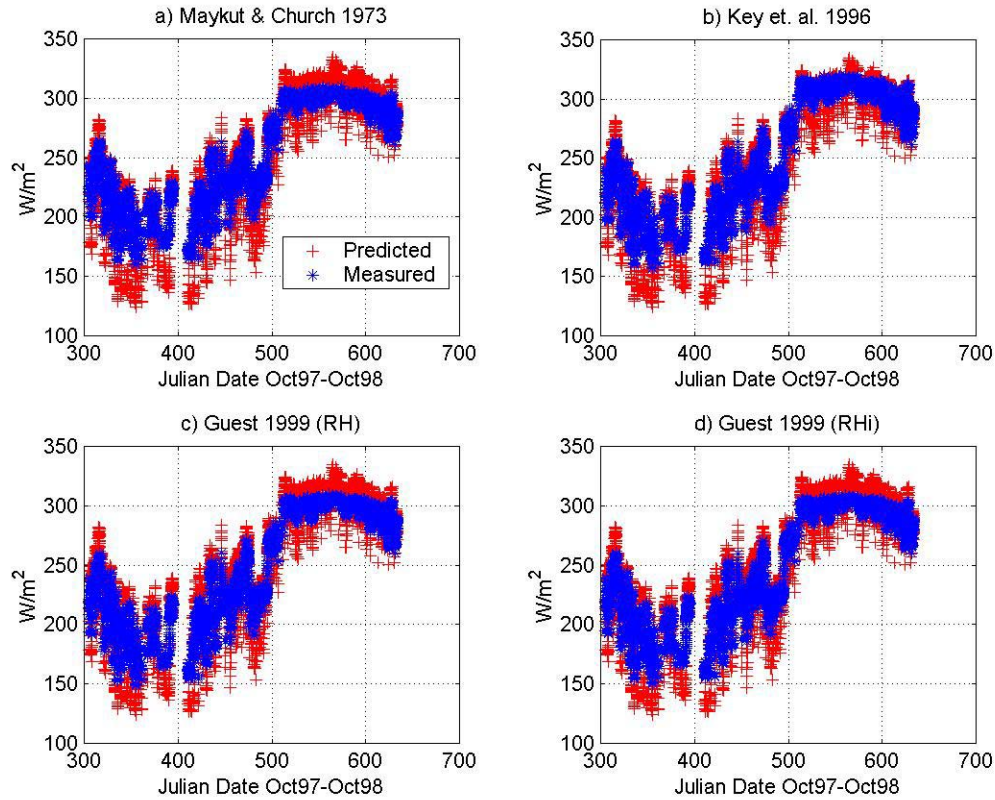 a) Maykut & Church 1973
350
300
250
200
150
100
W/m²
300 400 500 600 700
Julian Date Oct97-Oct98
Predicted
Measured
b) Key et. al. 1996
350
300
250
200
150
100
W/m²
300 400 500 600 700
Julian Date Oct97-Oct98
c) Guest 1999 (RH)
350
300
250
200
150
100
W/m²
300 400 500 600 700
Julian Date Oct97-Oct98
d) Guest 1999 (RHi)
350
300
250
200
150
100
W/m²
300 400 500 600 700
Julian Date Oct97-Oct98